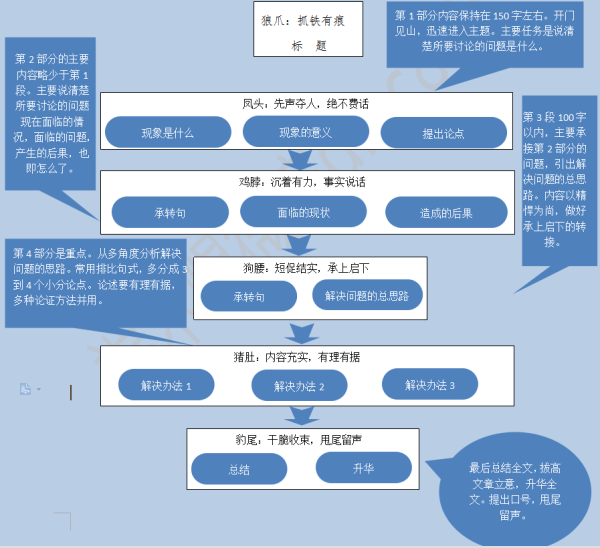 狼爪：抓铁有痕
标 题
第 1 部分内容保持在 150 字左右。开门
见山，迅速进入主题。主要任务是说清
楚所要讨论的问题是什么。
第 2 部分的主要
内容略少于第 1
段。主要说清楚
所要讨论的问题
现在面临的情
况，面临的问题，
产生的后果，也
即怎么了。
凤头：先声夺人，绝不费话
现象是什么
现象的意义
提出论点
第 3 段 100 字
以内，主要承
接第 2 部分的
问题，引出解
决问题的总思
路。内容以精
悍为尚，做好
承上启下的转
接。
鸡脖：沉着有力，事实说话
承转句
面临的现状
造成的后果
第 4 部分是重点。从多角度分析解决
问题的思路。常用排比句式，多分成 3
到 4 个小分论点。论述要有理有据，
多种论证方法并用。
狗腰：短促结实，承上启下
承转句
解决问题的总思路
猪肚：内容充实，有理有据
解决办法 1
解决办法 2
解决办法 3
豹尾：干脆收束，甩尾留声
总结
升华
最后总结全文，拔高
文章立意，升华全
文。提出口号，甩尾
留声。